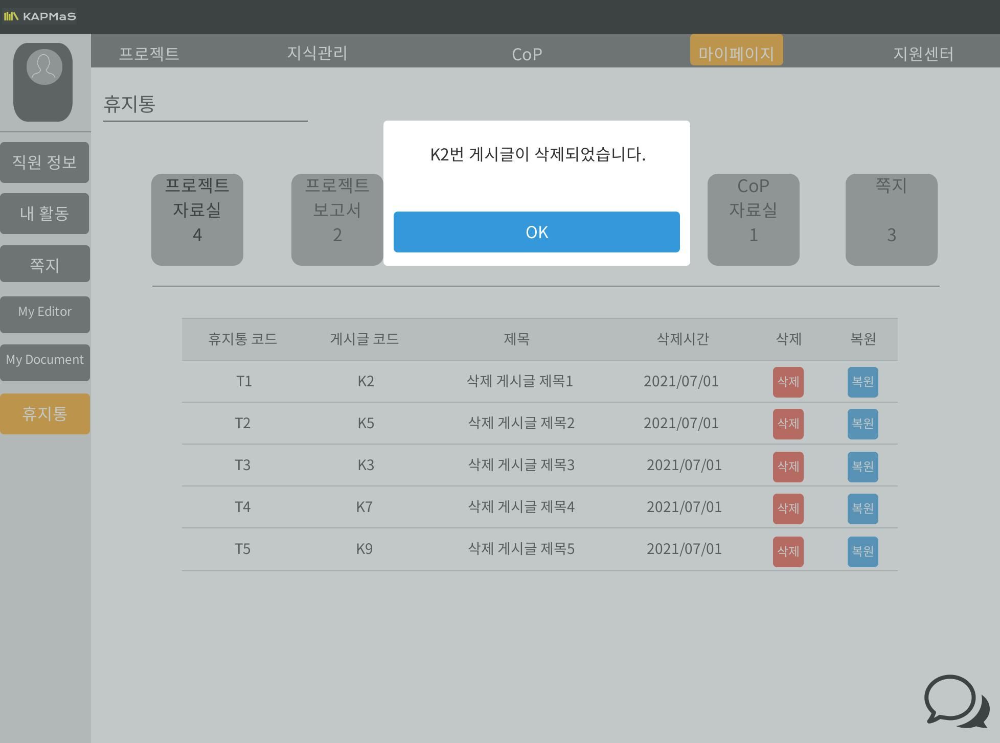 KAPMaS
프로젝트
지식관리
CoP
마이페이지
지원센터
직원 정보
내 활동
쪽지
My Editor
My Document
휴지통
휴지통
K2번 게시글이 삭제되었습니다.
OK
프로젝트
자료실
4
프로젝트
보고서
2
CoP
자료실
1
쪽지
3
휴지통 코드 게시글 코드 제목 삭제시간 삭제 복원
T1 K2 삭제 게시글 제목1 2021/07/01 삭제 복원
T2 K5 삭제 게시글 제목2 2021/07/01 삭제 복원
T3 K3 삭제 게시글 제목3 2021/07/01 삭제 복원
T4 K7 삭제 게시글 제목4 2021/07/01 삭제 복원
T5 K9 삭제 게시글 제목5 2021/07/01 삭제 복원